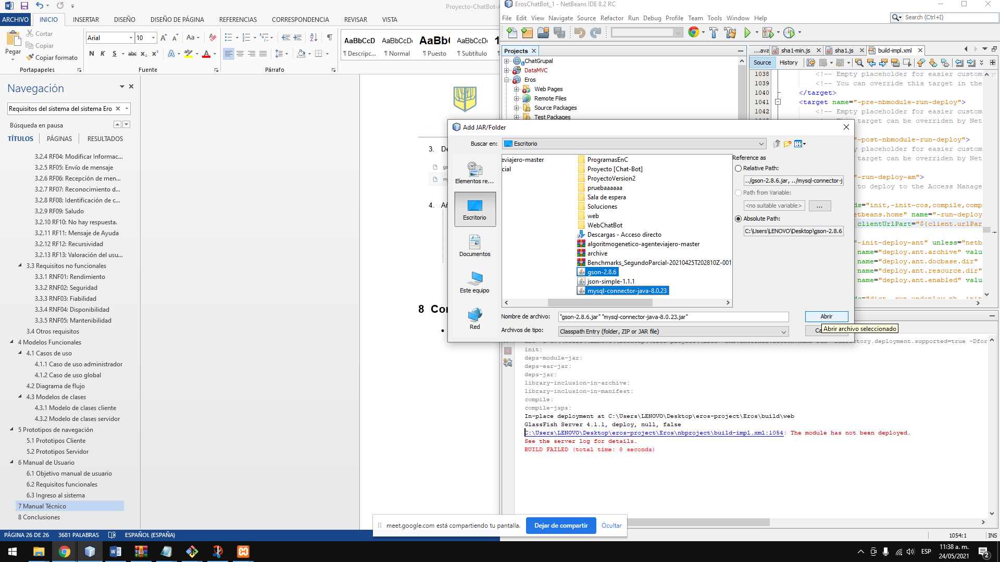 Proyecto-ChatBot-A
ARCHIVO INICIO INSERTAR DISEÑO DISEÑO DE PÁGINA REFERENCIAS CORRESPONDENCIA REVISAR VISTA
Pegar
Cortar
Copiar
Copiar formato
Portapapeles
Arial 10
N K S abc x₂ x²
Fuente
Párrafo
AaBbCcD AaBbCcDc AaBb( AaBbCcDc 1
¶ Descripc... ¶ Normal ¶ Puesto ¶ Subtítulo
Navegación
Requisitos del sistema del sistema Ero
Búsqueda en pausa
TÍTULOS PÁGINAS RESULTADOS
3.2.4 RF04: Modificar Informac...
3.2.5 RF05: Envío de mensaje
3.2.6 RF06: Recepción de men...
3.2.7 RF07: Reconocimiento d...
3.2.8 RF08: Identificación de c...
3.2.9 RF09: Saludo
3.2.10 RF10: No hay respuesta.
3.2.11 RF11: Mensaje de Ayuda
3.2.12 RF12: Recursividad
3.2.13 RF13: Valoración del usu...
3.3 Requisitos no funcionales
3.3.1 RNF01: Rendimiento
3.3.2 RNF02: Seguridad
3.3.3 RNF03: Fiabilidad
3.3.4 RNF04: Disponibilidad
3.3.5 RNF05: Mantenibilidad
3.4 Otros requisitos
4 Modelos Funcionales
4.1 Casos de uso
4.1.1 Caso de uso administrador
4.1.2 Caso de uso global
4.2 Diagrama de flujo
4.3 Modelos de clases
4.3.1 Modelo de clases cliente
4.3.2 Modelo de clases servidor
5 Prototipos de navegación
5.1 Prototipos Cliente
5.2 Prototipos Servidor
6 Manual de Usuario
6.1 Objetivo manual de usuario
6.2 Requisitos funcionales
6.3 Ingreso al sistema
7 Manual Técnico
8 Conclusiones
PÁGINA 26 DE 26 3681 PALABRAS ESPAÑOL (ESPAÑA)
3. De
gs
my
4. Añ
8 Con
ErosChatBot_1 - NetBeans IDE 8.2 RC
File Edit View Navigate Source Refactor Run Debug Profile Team Tools Window Help
Search (Ctrl+I)
Projects
ChatGrupal
DataMVC
Eros
Web Pages
Remote Files
Source Packages
Test Packages
...ava sha1-min.js sha1.js build-impl.xml
Source History
1038 <!-- Empty placeholder for easier custom
1039 <!-- You can override this target in the
1040 </target>
1041 <target name="-pre-nbmodule-run-deploy">
1042 <!-- Empty placeholder for easier custom
target can be overriden by Net
-post-nbmodule-run-deploy">
mpty placeholder for easier custom
target can be overriden by Net
-run-deploy-am">
to deploy to the Access Manage
ds="init,-init-cos,compile,comp
etbeans.home" name="-run-deploy
clientUrlPart="${client.urlPar
"-init-deploy-ant" unless="netb
name="deploy.ant.archive" valu
name="deploy.ant.docbase.dir"
name="deploy.ant.resource.dir"
name="deploy.ant.enabled" valu
Add JAR/Folder
Buscar en: Escritorio
Elementos re...
Escritorio
Documentos
Este equipo
Red
eviajero-master
cial
ProgramasEnC
Proyecto [Chat-Bot]
ProyectoVersion2
pruebaaaaaa
Sala de espera
Soluciones
web
WebChatBot
Descargas - Acceso directo
algoritmogenetico-agenteviajero-master
archive
Benchmarks_SegundoParcial-20210425T202810Z-001
gson-2.8.6
json-simple-1.1.1
mysql-connector-java-8.0.23
Reference as
Relative Path:
../gson-2.8.6.jar, ../mysql-connector-j
Path from Variable:
<no suitable variable> ...
Absolute Path:
C:\Users\LENOVO\Desktop\gson-2.8.6
Nombre de archivo: "gson-2.8.6.jar" "mysql-connector-java-8.0.23.jar"
Archivos de tipo: Classpath Entry (folder, ZIP or JAR file)
Abrir
Ca
Abrir archivo seleccionado
init:
deps-module-jar:
deps-ear-jar:
deps-jar:
library-inclusion-in-archive:
library-inclusion-in-manifest:
compile:
compile-jsps:
In-place deployment at C:\Users\LENOVO\Desktop\eros-project\Eros\build\web
GlassFish Server 4.1.1, deploy, null, false
C:\Users\LENOVO\Desktop\eros-project\Eros\nbproject\build-impl.xml:1054: The module has not been deployed.
See the server log for details.
BUILD FAILED (total time: 8 seconds)
meet.google.com está compartiendo tu pantalla. Dejar de compartir Ocultar
1054:1 INS
ESP
11:38 a. m.
24/05/2021
2